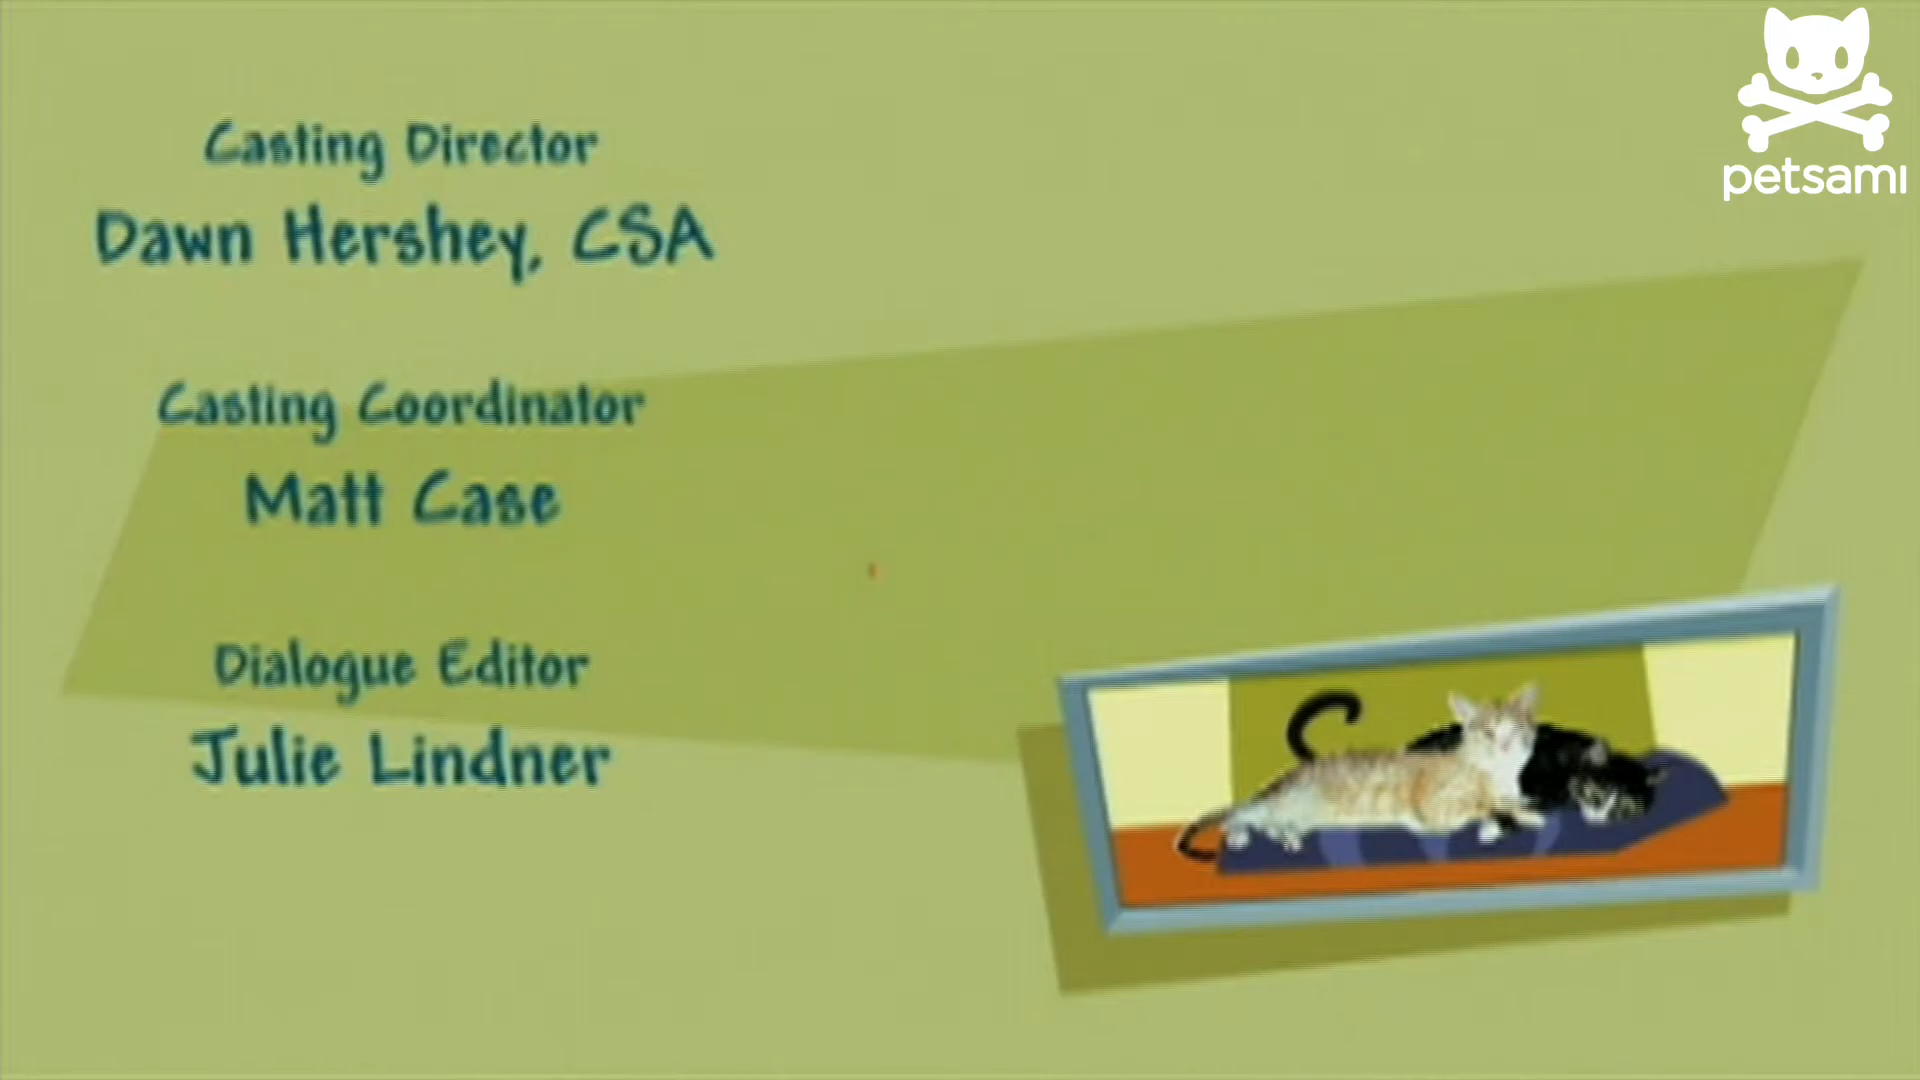 Casting Director
Dawn Hershey, CSA
Casting Coordinator
Matt Case
Dialogue Editor
Julie Lindner
petsami